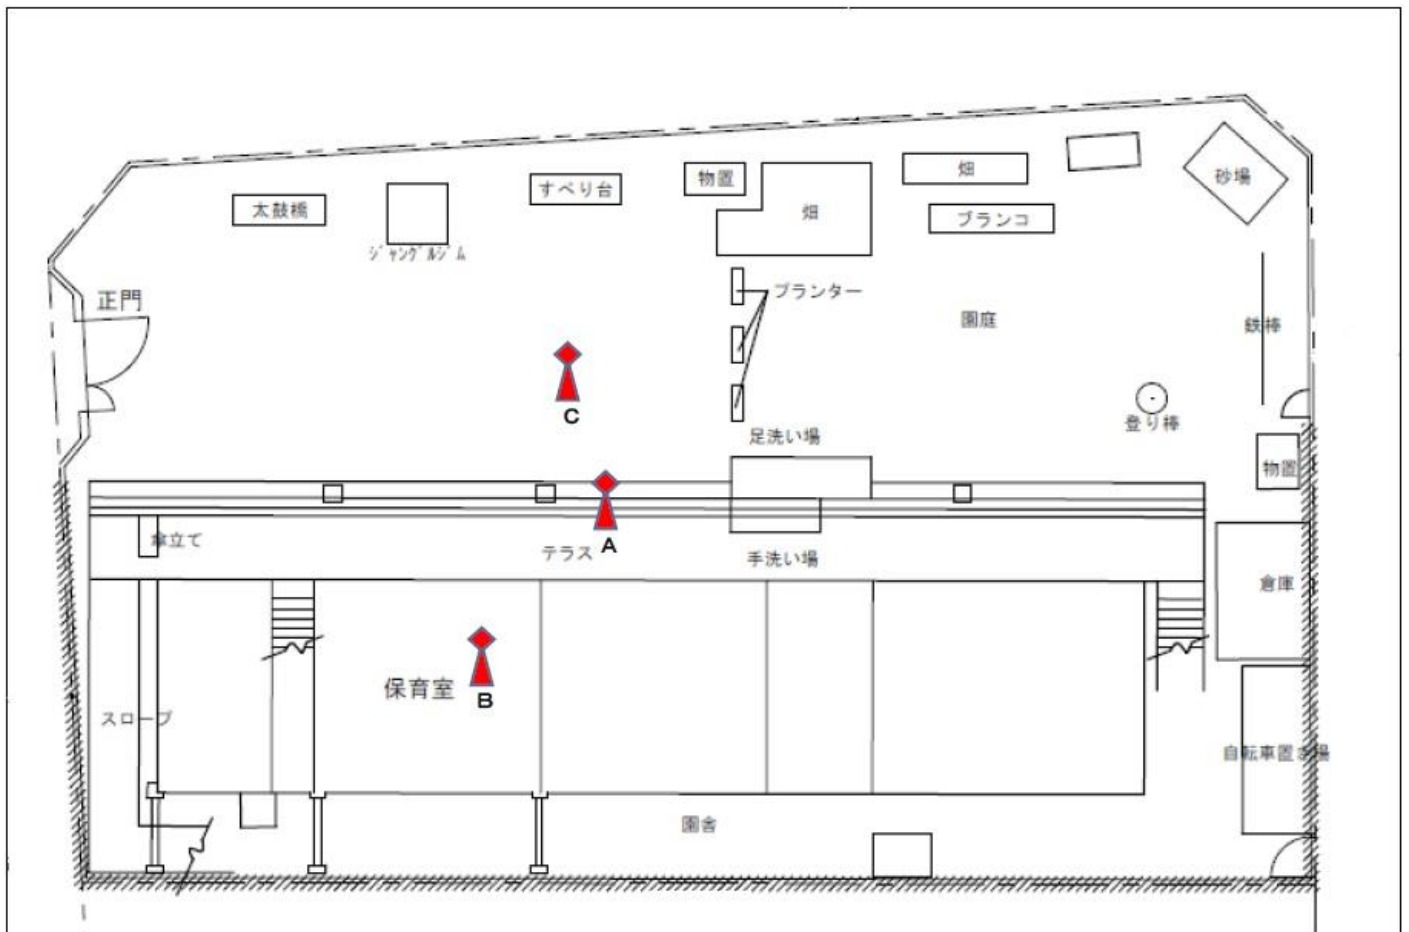 砂場
畑
物置
すべり台
太鼓橋
畑
ブランコ
ジャングルジム
プランター
正門
園庭
鉄棒
C
登り棒
足洗い場
物置
傘立て
テラス
A
手洗い場
倉庫
保育室
B
スロープ
自転車置き場
園舎